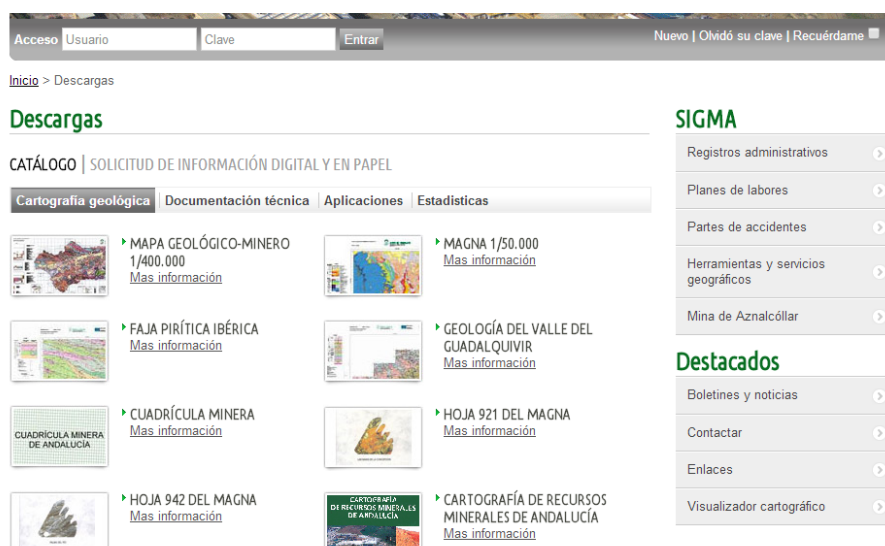 Acceso Usuario Clave Entrar Nuevo | Olvidó su clave | Recuérdame
Inicio > Descargas
Descargas
CATÁLOGO | SOLICITUD DE INFORMACIÓN DIGITAL Y EN PAPEL
Cartografía geológica Documentación técnica Aplicaciones Estadisticas
MAPA GEOLÓGICO-MINERO
1/400.000
Mas información
MAGNA 1/50.000
Mas información
FAJA PIRÍTICA IBÉRICA
Mas información
GEOLOGÍA DEL VALLE DEL
GUADALQUIVIR
Mas información
CUADRÍCULA MINERA
DE ANDALUCÍA
CUADRÍCULA MINERA
Mas información
HOJA 921 DEL MAGNA
Mas información
HOJA 942 DEL MAGNA
Mas información
CARTOGRAFÍA
DE RECURSOS MINERALES
DE ANDALUCÍA
CARTOGRAFÍA DE RECURSOS
MINERALES DE ANDALUCÍA
Mas información
SIGMA
Registros administrativos
Planes de labores
Partes de accidentes
Herramientas y servicios
geográficos
Mina de Aznalcóllar
Destacados
Boletines y noticias
Contactar
Enlaces
Visualizador cartográfico